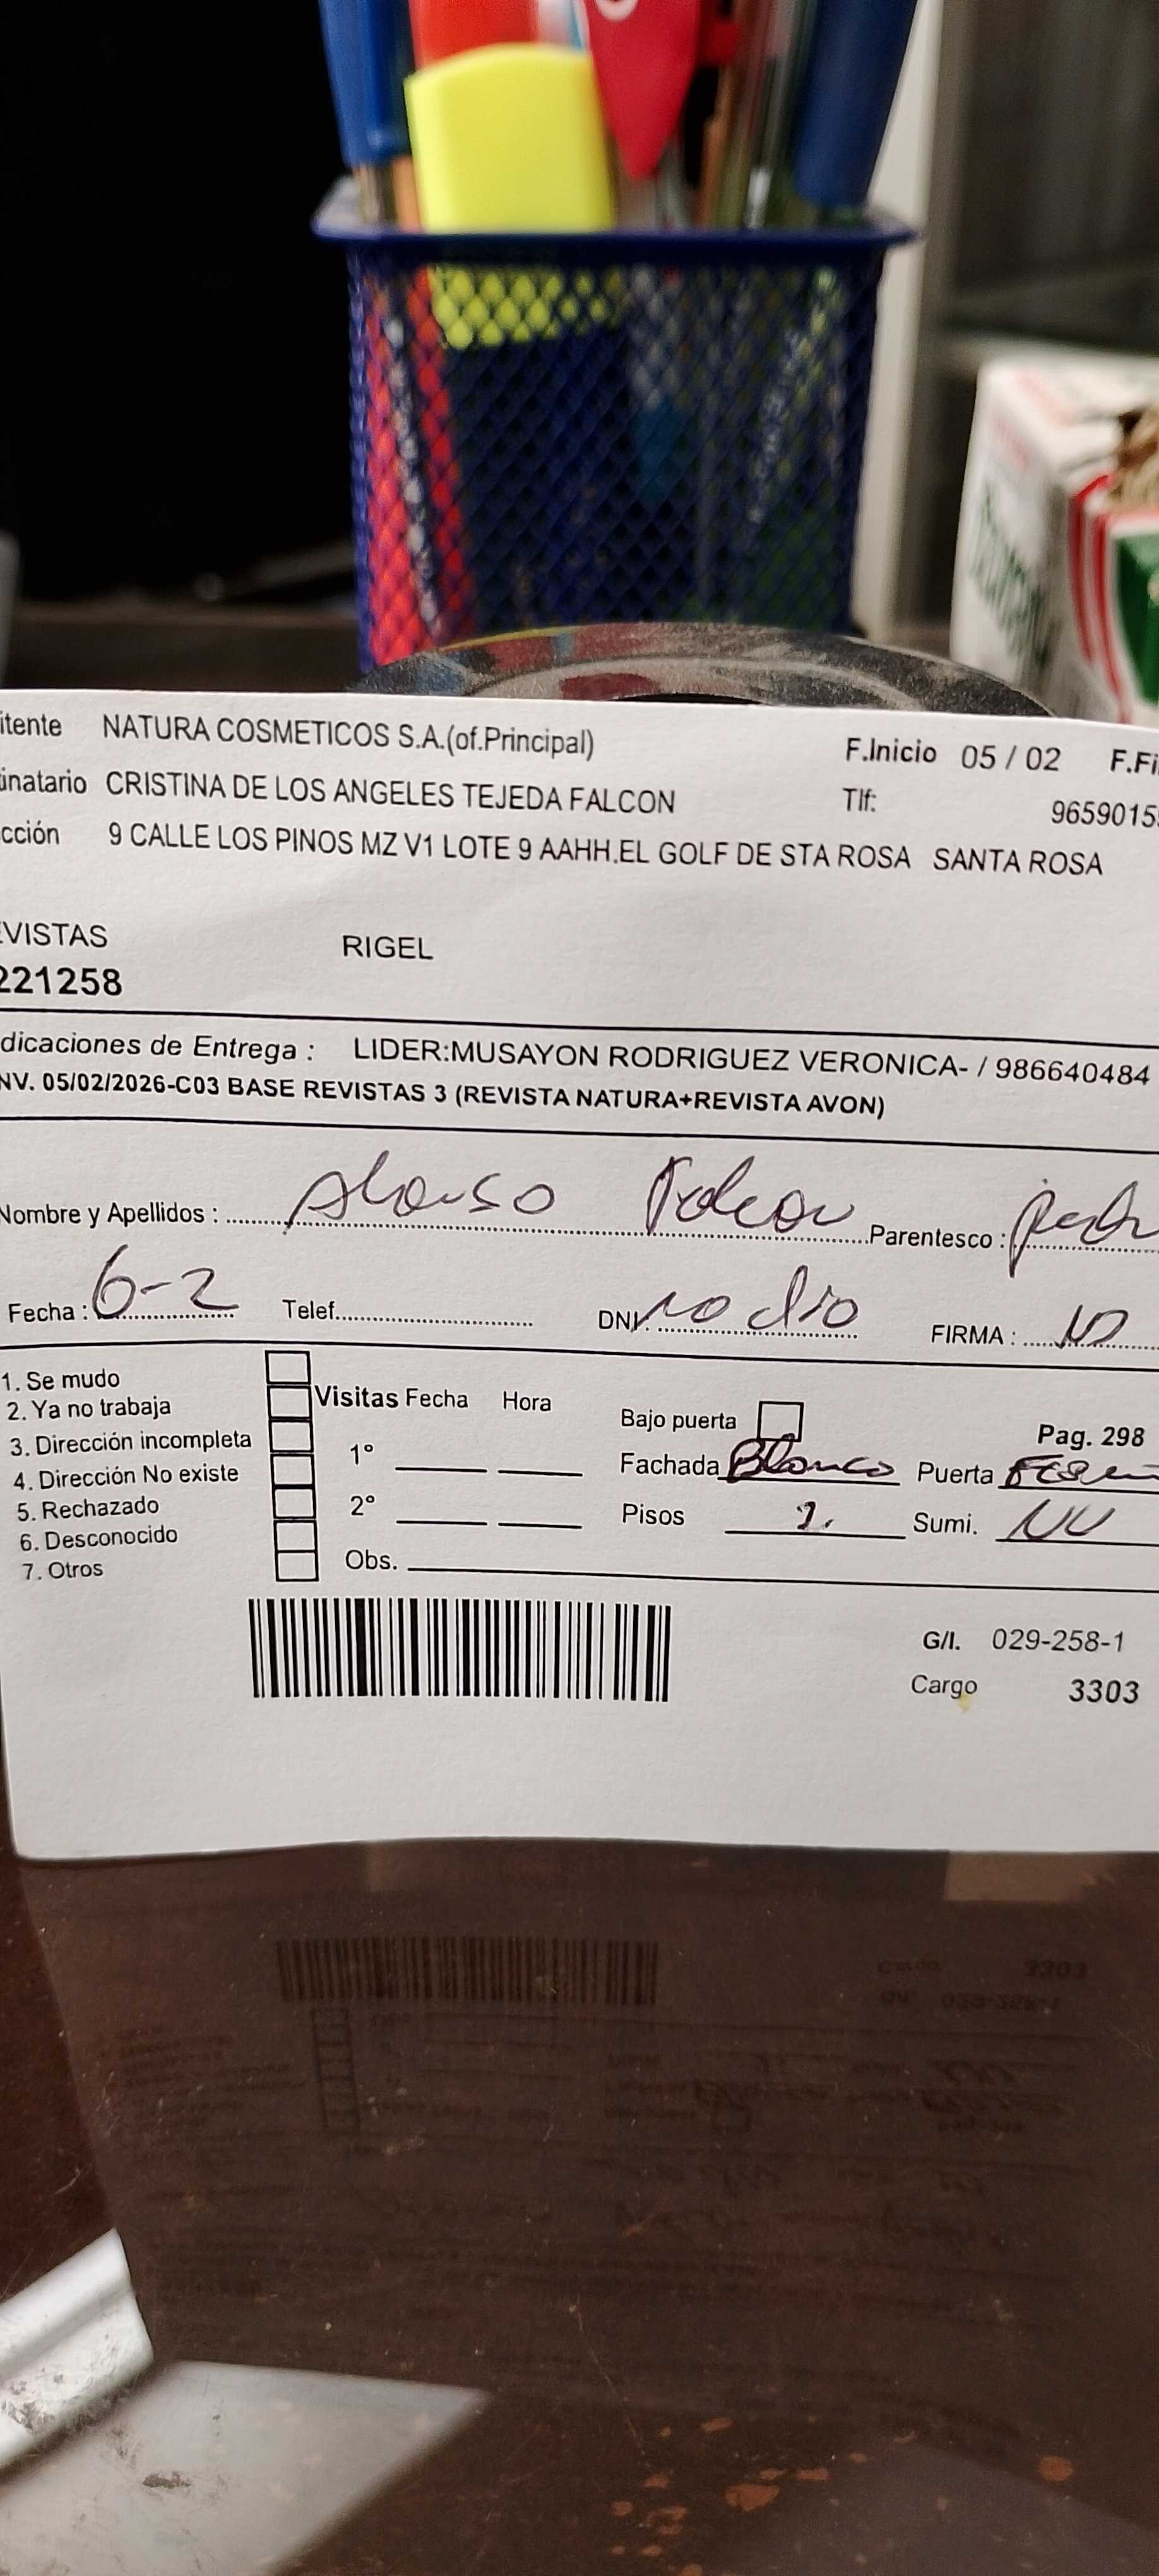 itente NATURA COSMETICOS S.A.(of.Principal) F.Inicio 05 / 02 F.Fi
inatario CRISTINA DE LOS ANGELES TEJEDA FALCON Tlf: 9659015
cción 9 CALLE LOS PINOS MZ V1 LOTE 9 AAHH.EL GOLF DE STA ROSA SANTA ROSA
EVISTAS RIGEL
221258
dicaciones de Entrega : LIDER:MUSAYON RODRIGUEZ VERONICA- / 986640484
NV. 05/02/2026-C03 BASE REVISTAS 3 (REVISTA NATURA+REVISTA AVON)
Nombre y Apellidos : Alonso Falcon Parentesco :
Fecha : 6-2 Telef. DNI. no dio FIRMA : ND
1. Se mudo
2. Ya no trabaja
3. Dirección incompleta
4. Dirección No existe
5. Rechazado
6. Desconocido
7. Otros
Visitas Fecha Hora
1°
2°
Obs.
Bajo puerta Pag. 298
Fachada Blanco Puerta
Pisos Sumi.
G/I. 029-258-1
Cargo 3303